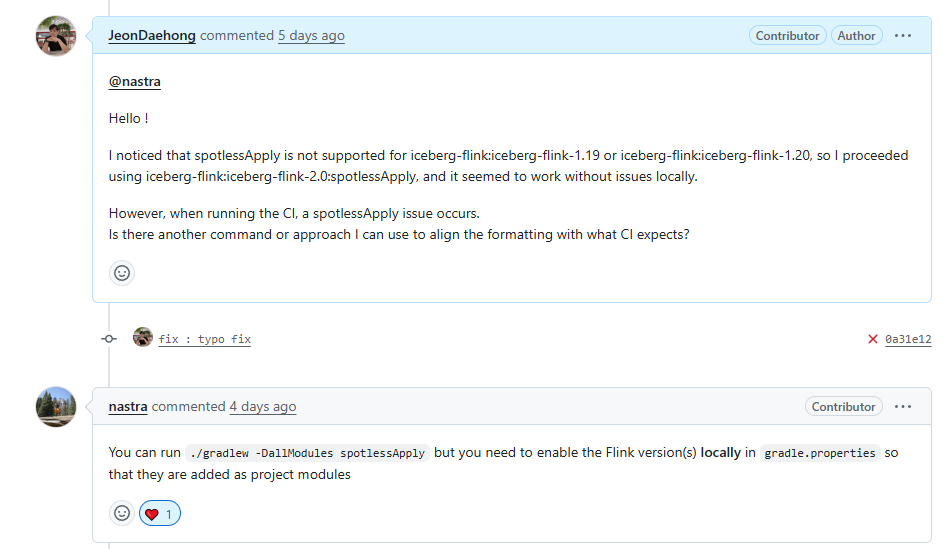 JeonDaehong commented 5 days ago
Contributor
Author
@nastra
Hello !
I noticed that spotlessApply is not supported for iceberg-flink:iceberg-flink-1.19 or iceberg-flink:iceberg-flink-1.20, so I proceeded
using iceberg-flink:iceberg-flink-2.0:spotlessApply, and it seemed to work without issues locally.
However, when running the CI, a spotlessApply issue occurs.
Is there another command or approach I can use to align the formatting with what CI expects?
fix : typo fix
0a31e12
nastra commented 4 days ago
Contributor
You can run ./gradlew -DallModules spotlessApply but you need to enable the Flink version(s) locally in gradle.properties so
that they are added as project modules
1